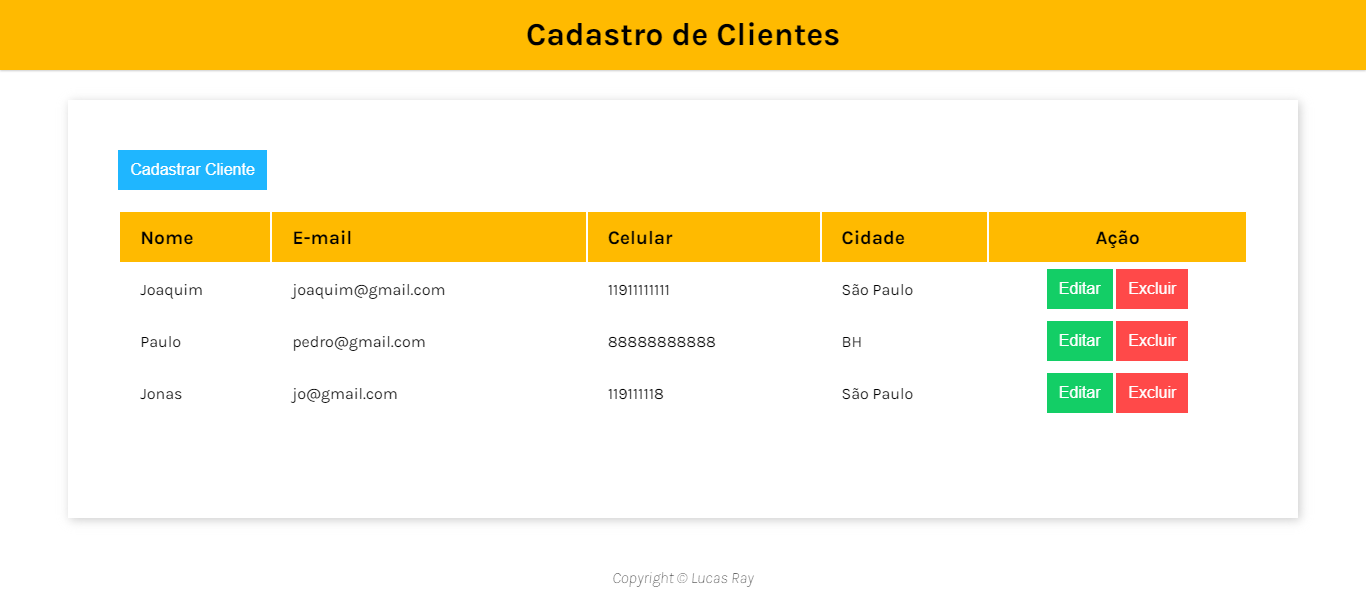 Cadastro de Clientes
Cadastrar Cliente
Nome E-mail Celular Cidade Ação
Joaquim joaquim@gmail.com 11911111111 São Paulo Editar Excluir
Paulo pedro@gmail.com 88888888888 BH Editar Excluir
Jonas jo@gmail.com 119111118 São Paulo Editar Excluir
Copyright © Lucas Ray